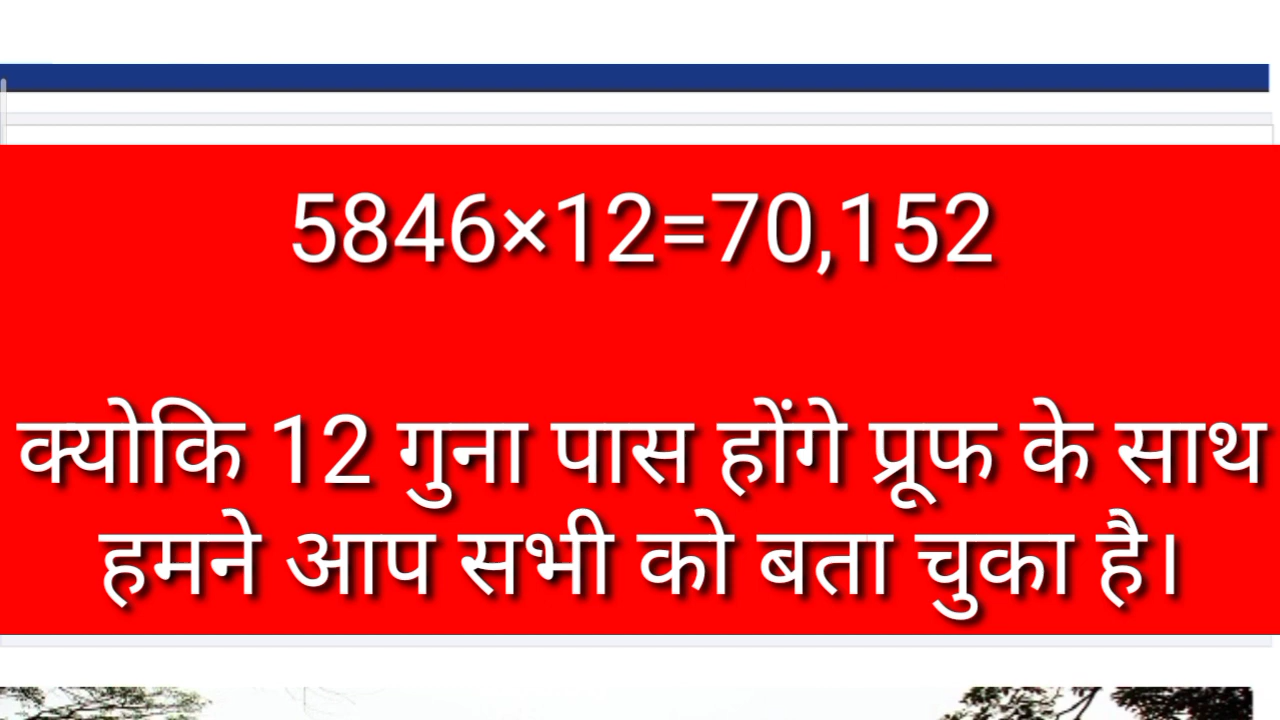 5846×12=70,152
क्योकि 12 गुना पास होंगे प्रूफ के साथ
हमने आप सभी को बता चुका है।